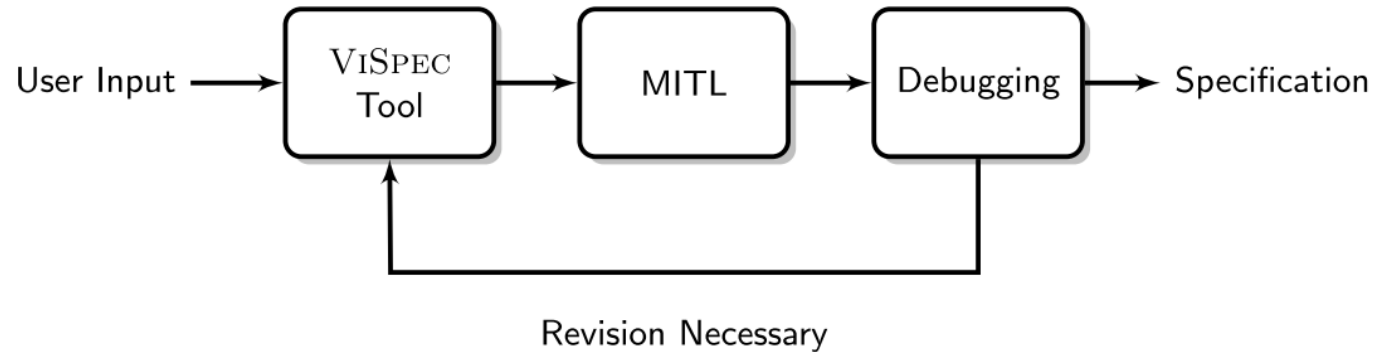 User Input
VISPEC
Tool
MITL
Debugging
Specification
Revision Necessary